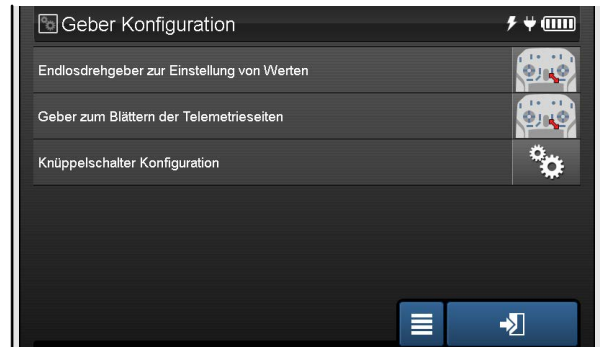 Geber Konfiguration
Endlosdrehgeber zur Einstellung von Werten
Geber zum Blättern der Telemetrieseiten
Knüppelschalter Konfiguration